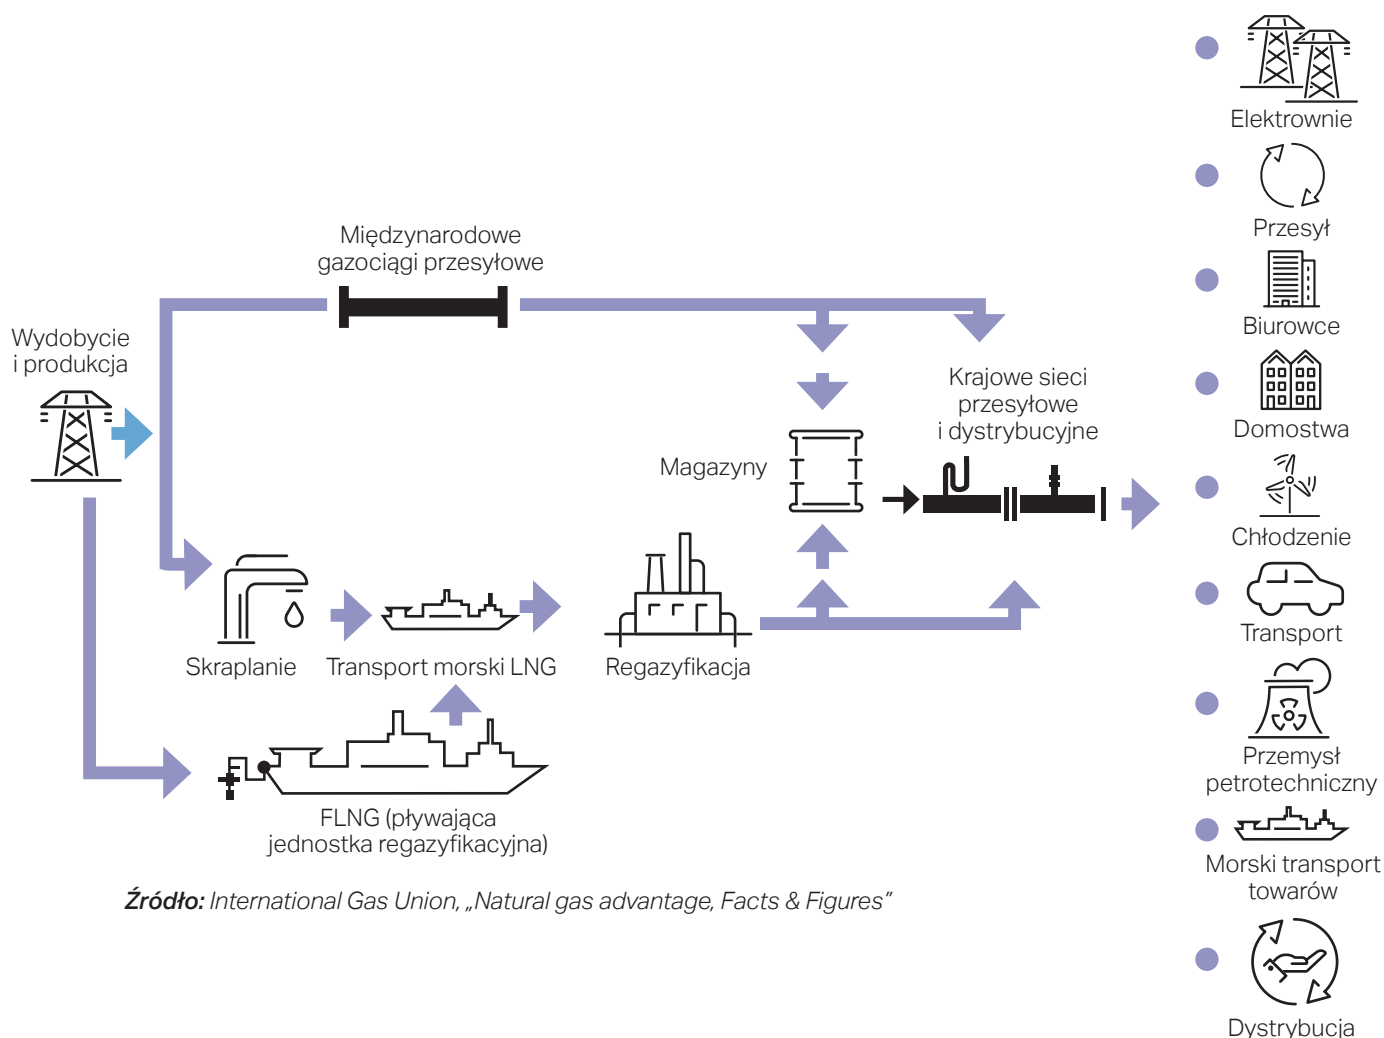 Elektrownie
Przesył
Biurowce
Domostwa
Chłodzenie
Transport
Przemysł
petrotechniczny
Morski transport
towarów
Dystrybucja
Międzynarodowe
gazociągi przesyłowe
Wydobycie
i produkcja
Krajowe sieci
przesyłowe
i dystrybucyjne
Magazyny
Skraplanie
Transport morski LNG
Regazyfikacja
FLNG (pływająca
jednostka regazyfikacyjna)
Źródło: International Gas Union, „Natural gas advantage, Facts & Figures”